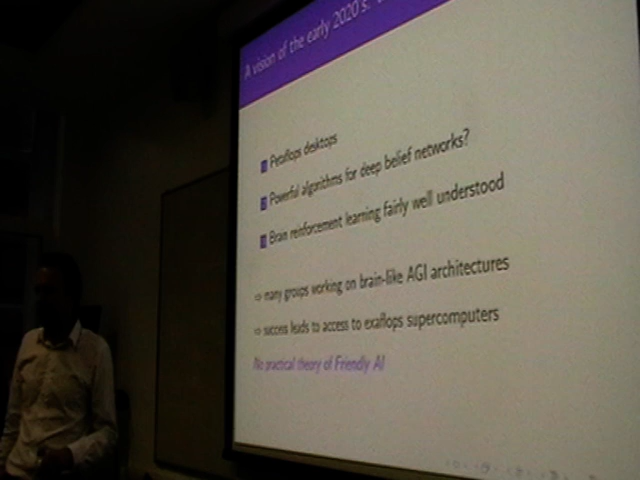 A vision of the early 2020's:
Petaflops desktops
Powerful algorithms for deep belief networks?
Brain reinforcement learning fairly well understood
⇒ many groups working on brain-like AGI architectures
⇒ success leads to access to exaflops supercomputers
No practical theory of Friendly AI